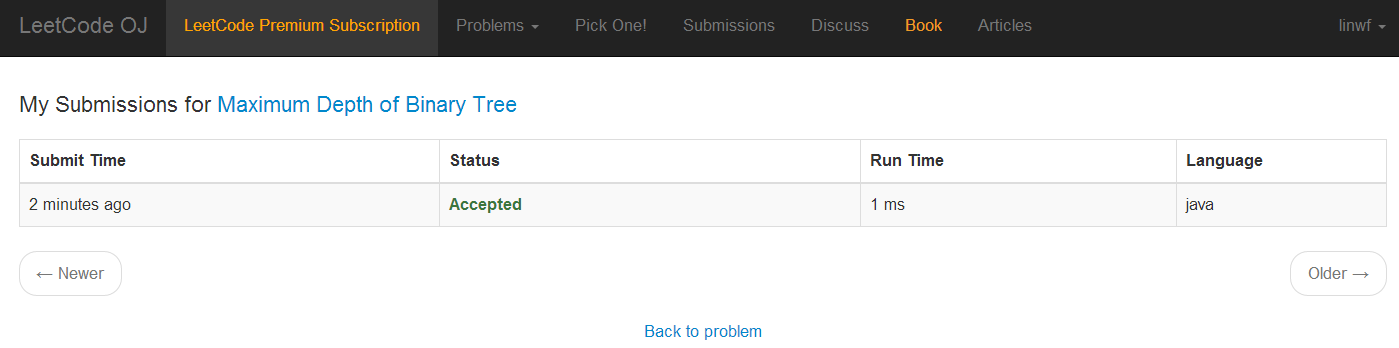 LeetCode OJ LeetCode Premium Subscription Problems Pick One! Submissions Discuss Book Articles linwf
My Submissions for Maximum Depth of Binary Tree
Submit Time Status Run Time Language
2 minutes ago Accepted 1 ms java
← Newer Older →
Back to problem